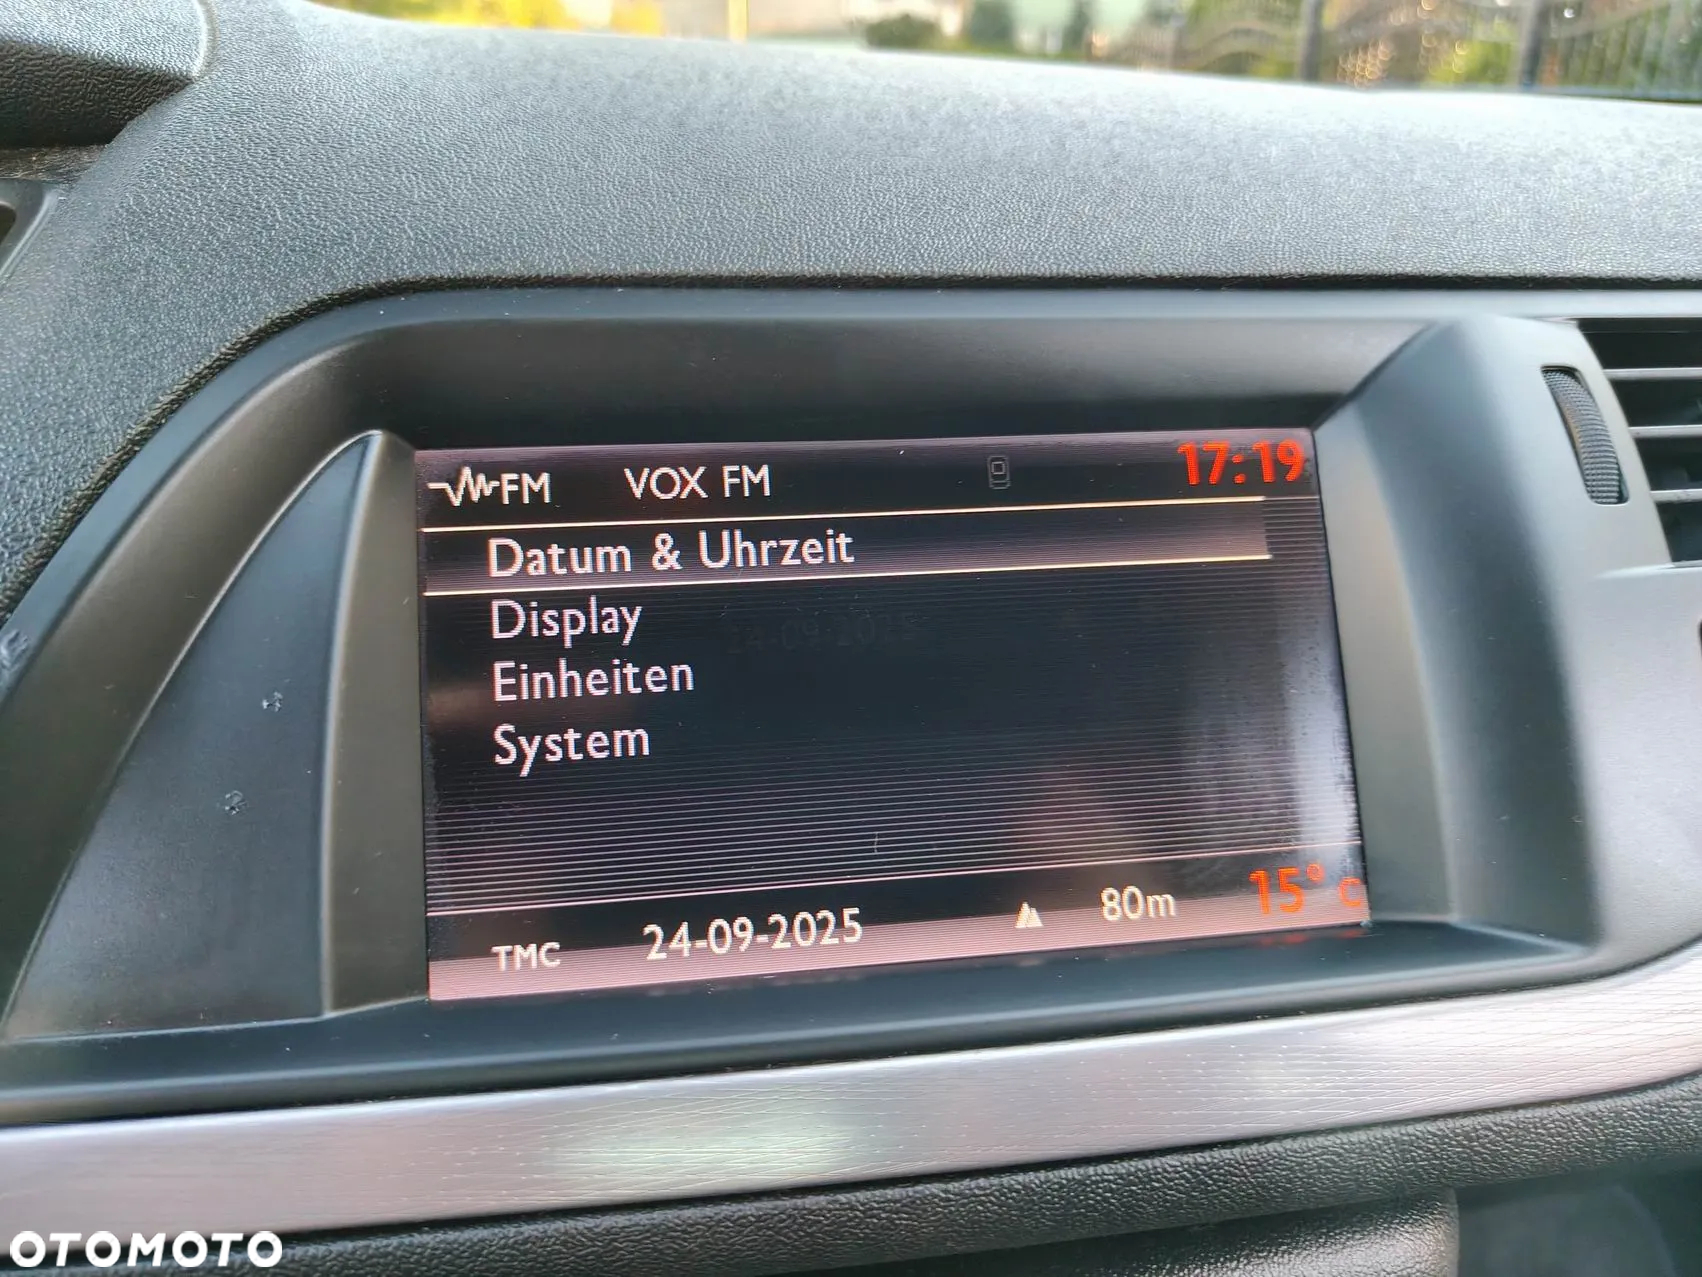 FM VOX FM 17:19
Datum & Uhrzeit
Display
Einheiten
System
TMC 24-09-2025 80m 15° C
OTOMOTO